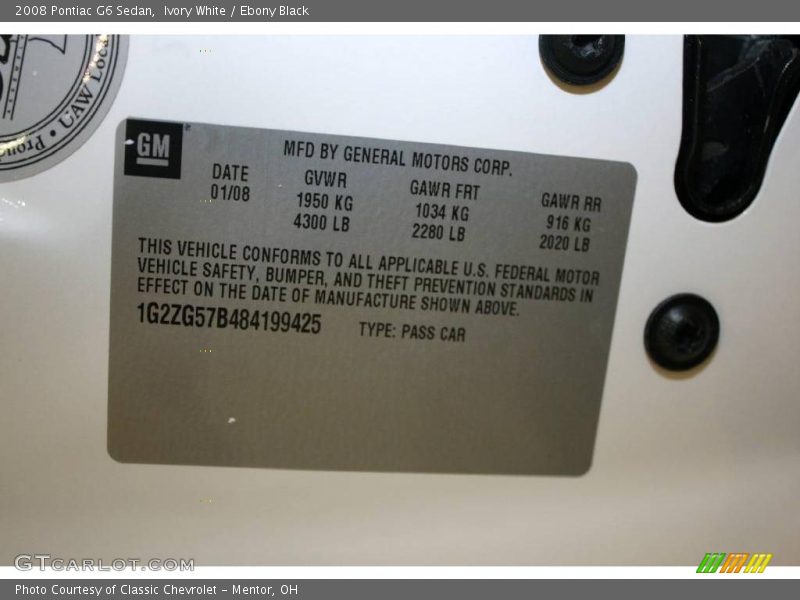 2008 Pontiac G6 Sedan,  Ivory White / Ebony Black
Proud
• UAW Local
GM
MFD BY GENERAL MOTORS CORP.
DATE GVWR GAWR FRT GAWR RR
01/08 1950 KG 1034 KG 916 KG
4300 LB 2280 LB 2020 LB
THIS VEHICLE CONFORMS TO ALL APPLICABLE U.S. FEDERAL MOTOR
VEHICLE SAFETY, BUMPER, AND THEFT PREVENTION STANDARDS IN
EFFECT ON THE DATE OF MANUFACTURE SHOWN ABOVE.
1G2ZG57B484199425 TYPE: PASS CAR
GTCARLOT.COM
Photo Courtesy of Classic Chevrolet - Mentor, OH